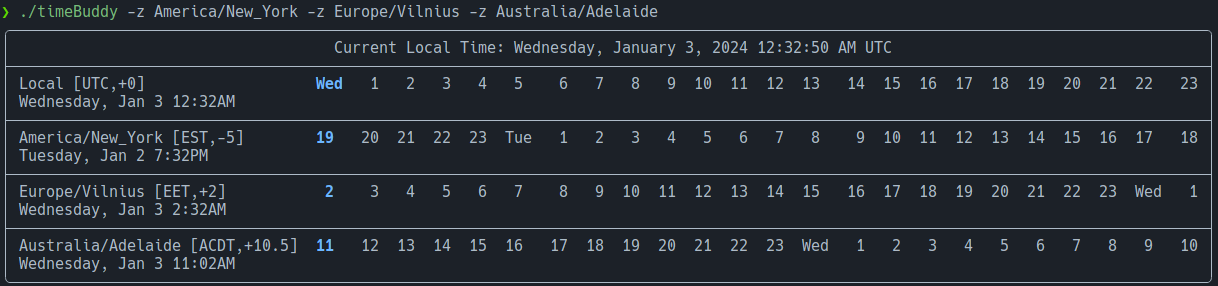 ❯ ./timeBuddy -z America/New_York -z Europe/Vilnius -z Australia/Adelaide
Current Local Time: Wednesday, January 3, 2024 12:32:50 AM UTC
Local [UTC,+0] Wed 1 2 3 4 5 6 7 8 9 10 11 12 13 14 15 16 17 18 19 20 21 22 23
Wednesday, Jan 3 12:32AM
America/New_York [EST,-5] 19 20 21 22 23 Tue 1 2 3 4 5 6 7 8 9 10 11 12 13 14 15 16 17 18
Tuesday, Jan 2 7:32PM
Europe/Vilnius [EET,+2] 2 3 4 5 6 7 8 9 10 11 12 13 14 15 16 17 18 19 20 21 22 23 Wed 1
Wednesday, Jan 3 2:32AM
Australia/Adelaide [ACDT,+10.5] 11 12 13 14 15 16 17 18 19 20 21 22 23 Wed 1 2 3 4 5 6 7 8 9 10
Wednesday, Jan 3 11:02AM